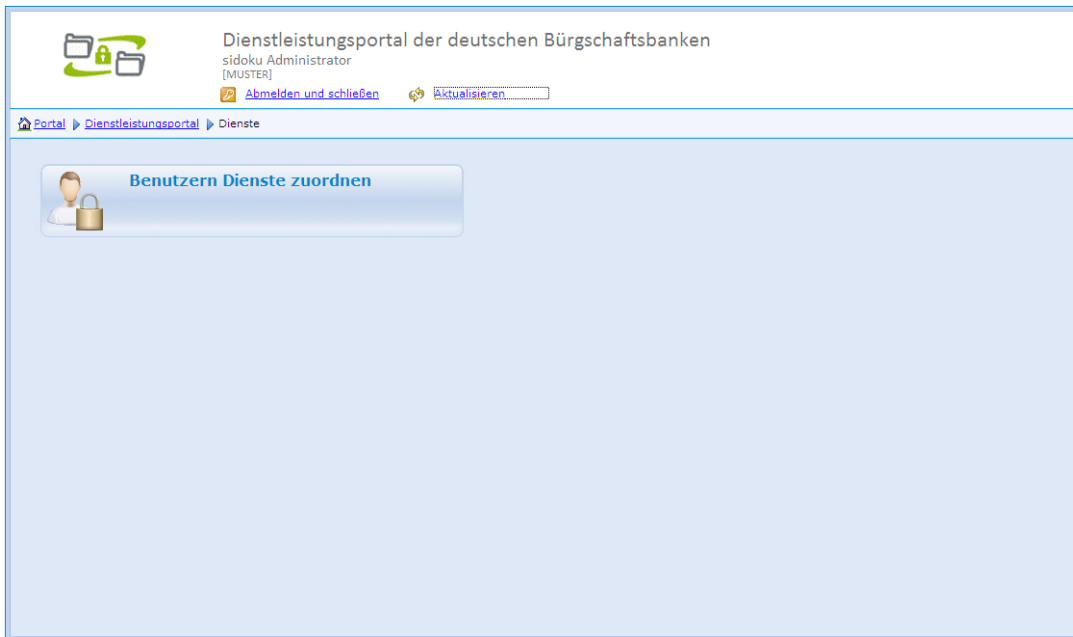 Dienstleistungsportal der deutschen Bürgschaftsbanken
sidoku Administrator
[MUSTER]
Abmelden und schließen Aktualisieren
Portal Dienstleistungsportal Dienste
Benutzern Dienste zuordnen